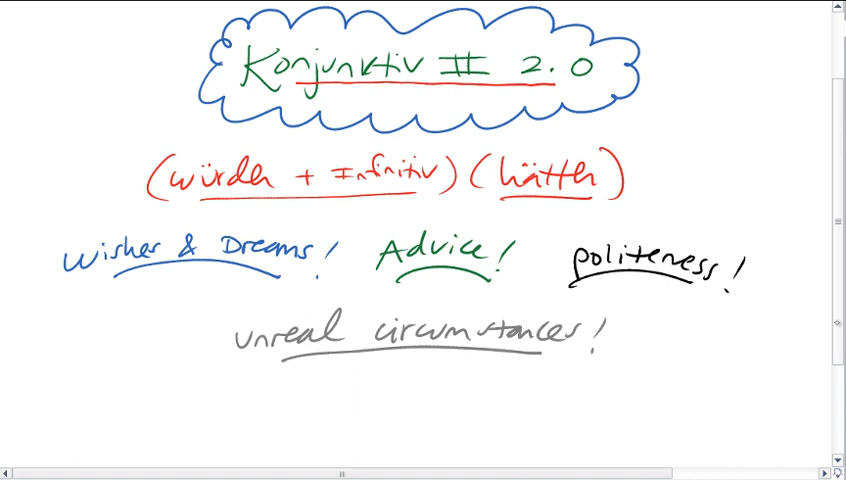 Konjunktiv II 2.0
(würden + Infinitiv) (hätten)
Wishes & Dreams! Advice! politeness!
unreal circumstances!